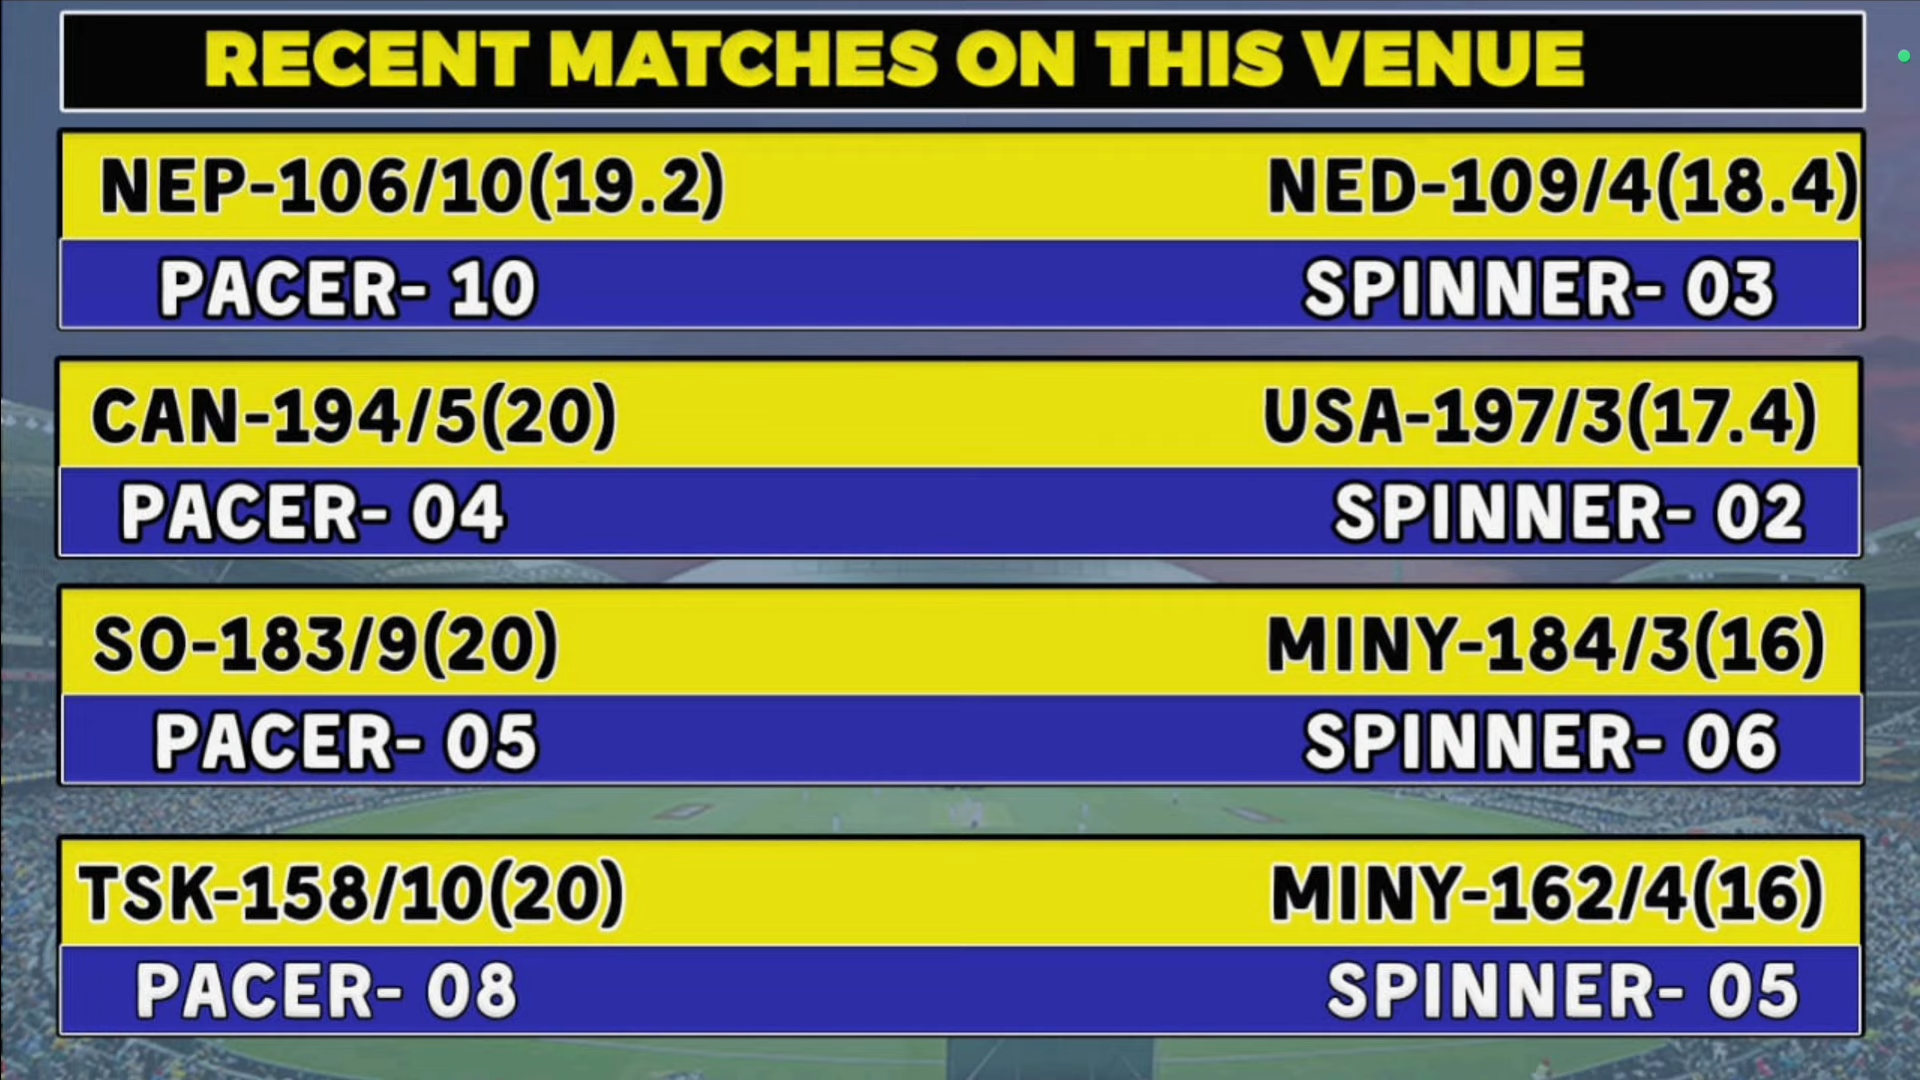 RECENT MATCHES ON THIS VENUE
NEP-106/10(19.2) NED-109/4(18.4)
PACER- 10 SPINNER- 03
CAN-194/5(20) USA-197/3(17.4)
PACER- 04 SPINNER- 02
SO-183/9(20) MINY-184/3(16)
PACER- 05 SPINNER- 06
TSK-158/10(20) MINY-162/4(16)
PACER- 08 SPINNER- 05